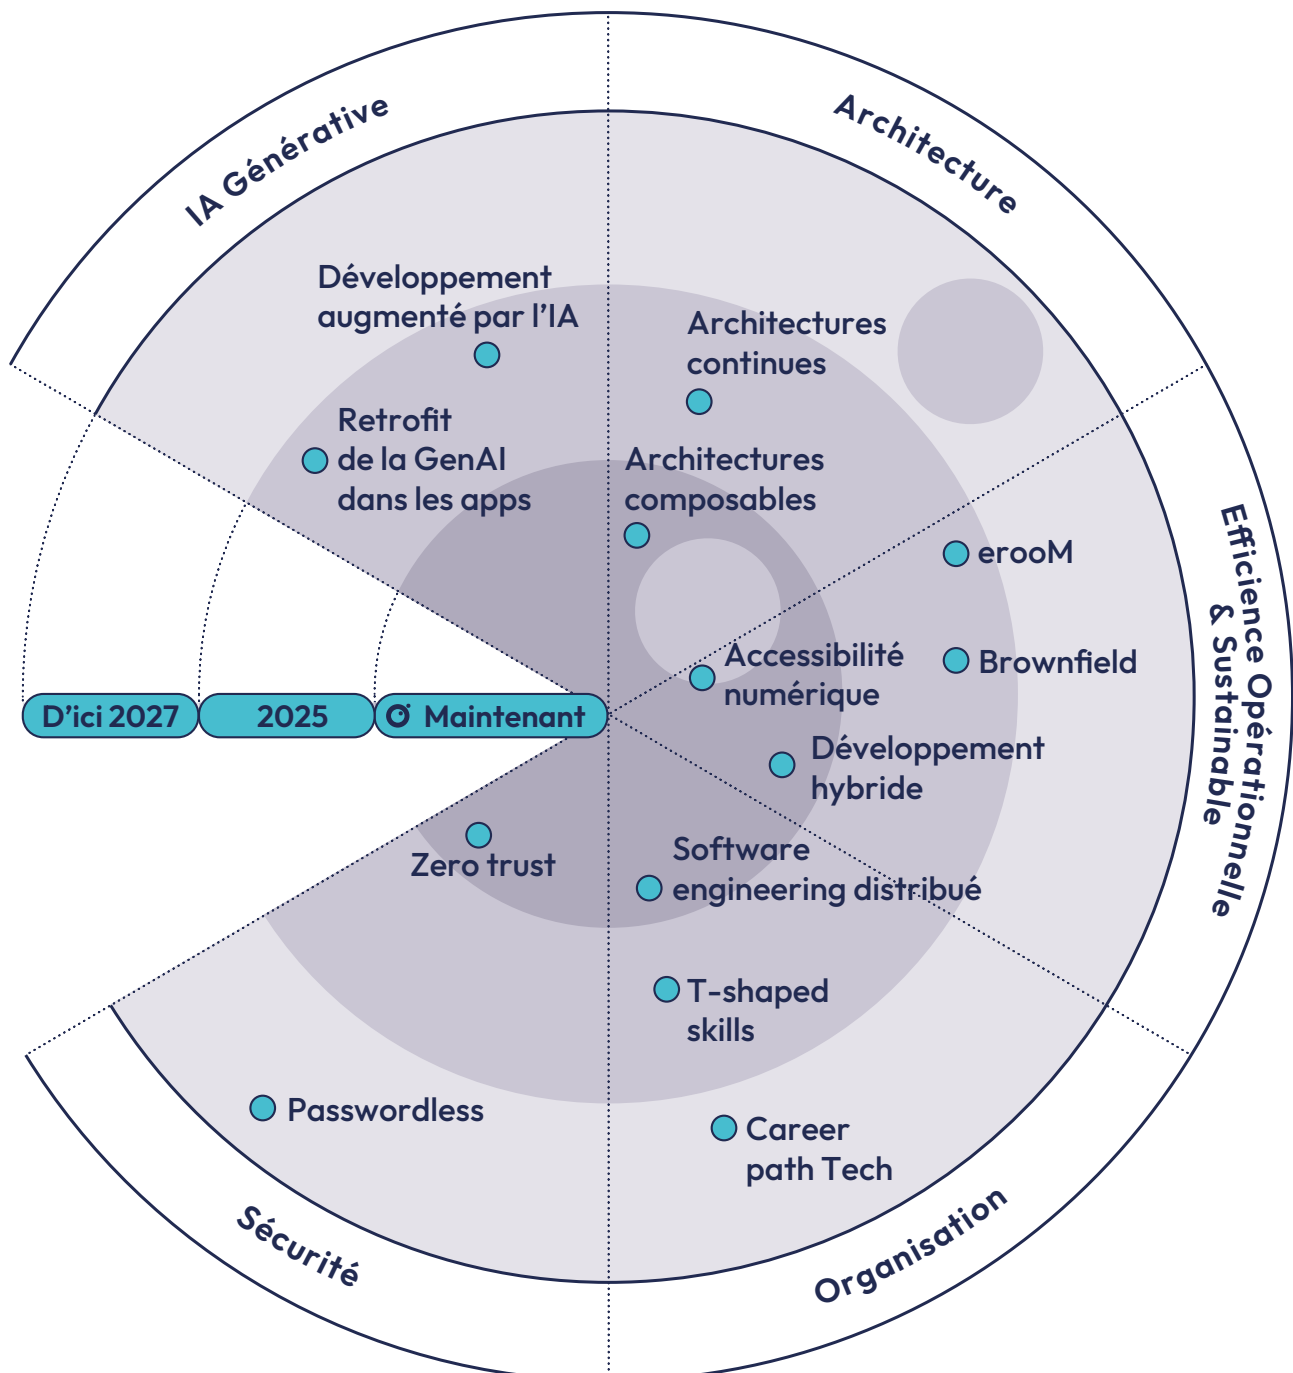 IA Générative
Architecture
Développement
augmenté par l’IA
Architectures
continues
Retrofit
de la GenAI
dans les apps
Architectures
composables
erooM
Brownfield
Accessibilité
numérique
Efficience Opérationnelle
& Sustainable
D’ici 2027
2025
Maintenant
Développement
hybride
Zero trust
Software
engineering distribué
T-shaped
skills
Passwordless
Career
path Tech
Sécurité
Organisation